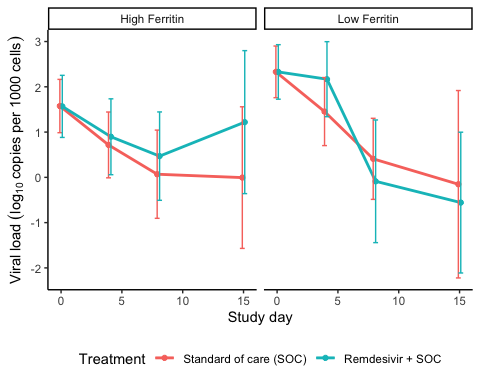 High Ferritin
Low Ferritin
Viral load (log₁₀ copies per 1000 cells)
3
2
1
0
-1
-2
0 5 10 15
0 5 10 15
Study day
Treatment Standard of care (SOC) Remdesivir + SOC